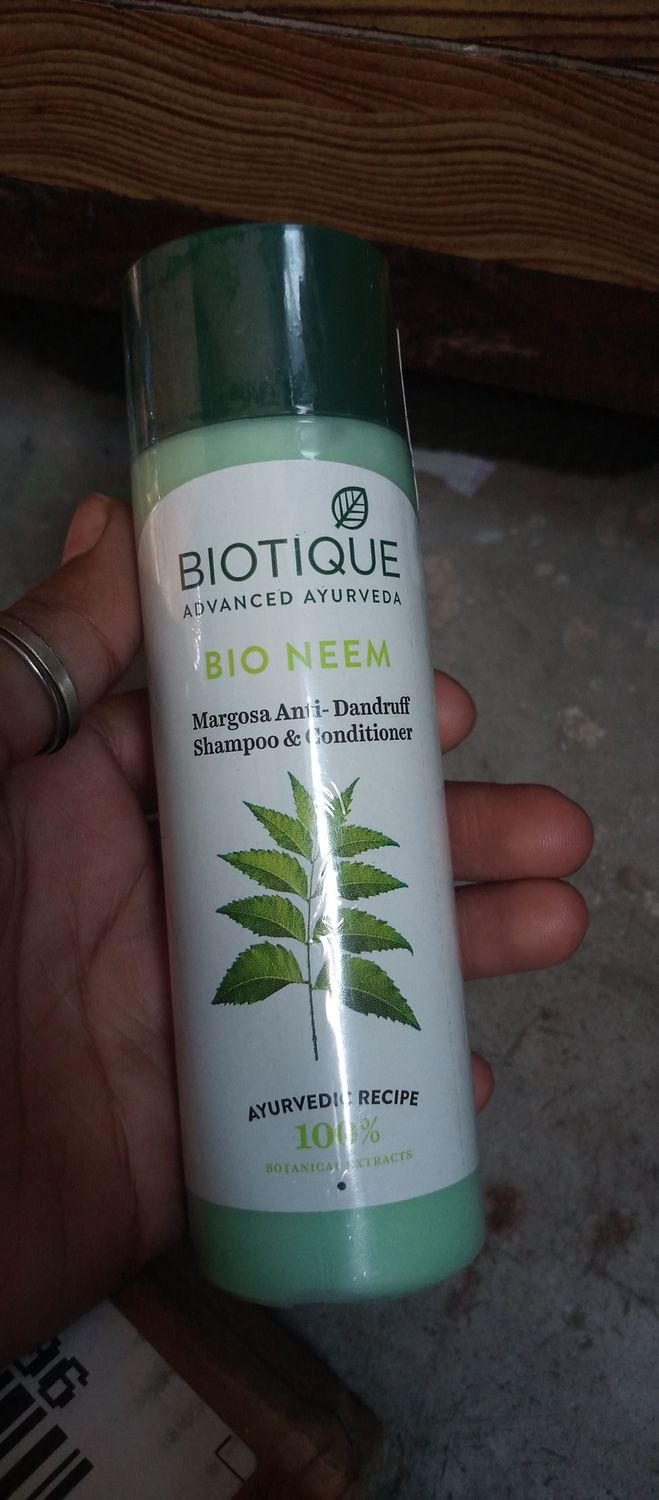 BIOTIQUE
ADVANCED AYURVEDA
BIO NEEM
Margosa Anti-Dandruff
Shampoo & Conditioner
AYURVEDIC RECIPE
100%
BOTANICAL EXTRACTS